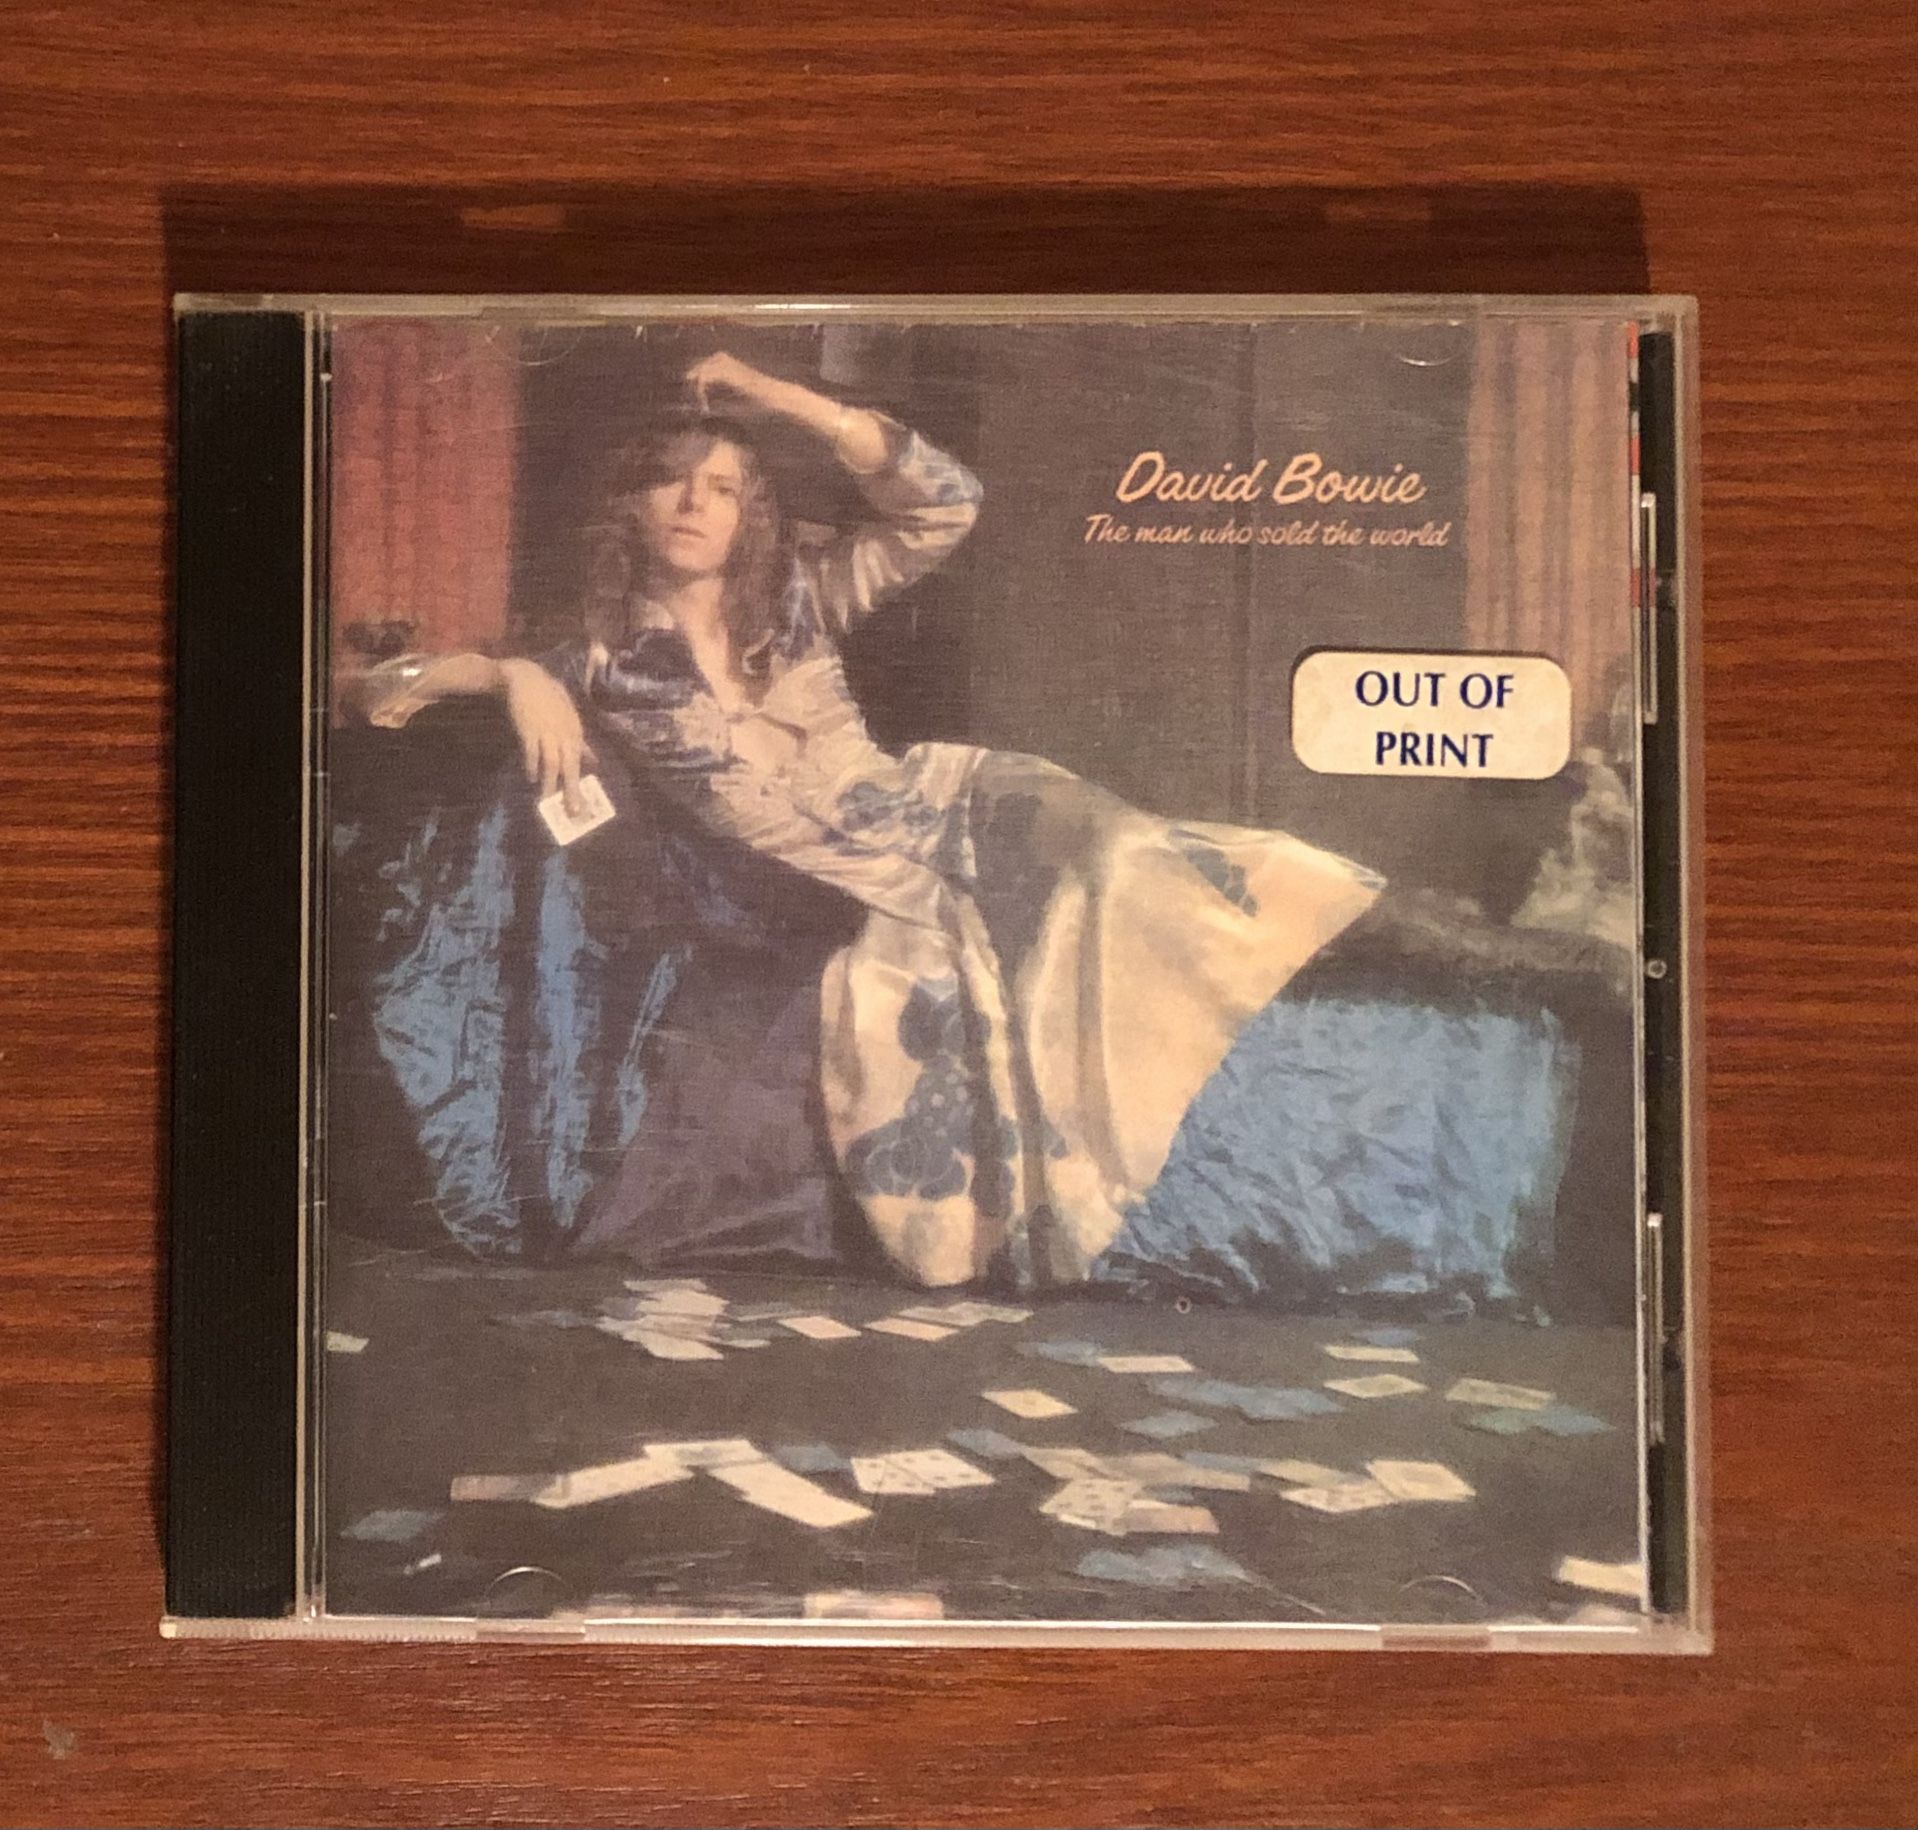 David Bowie
The man who sold the world
OUT OF
PRINT